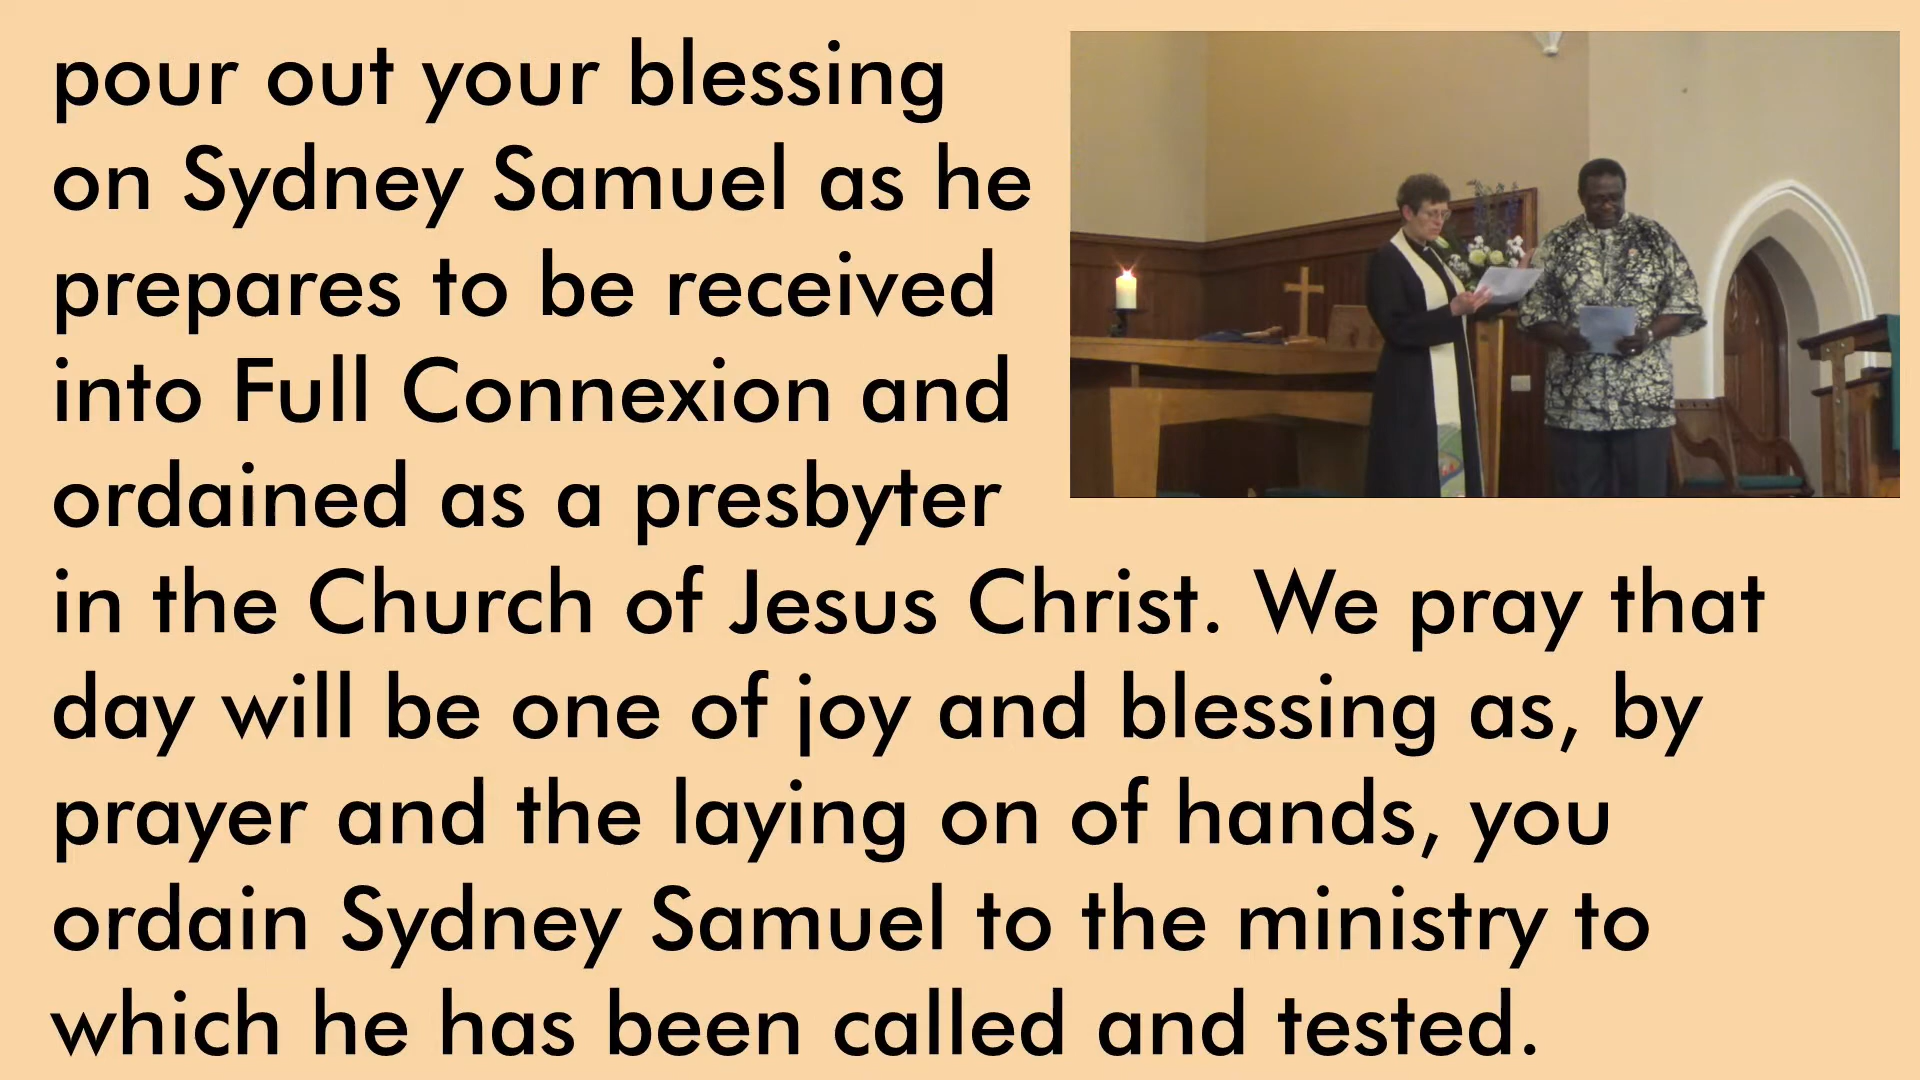 pour out your blessing
on Sydney Samuel as he
prepares to be received
into Full Connexion and
ordained as a presbyter
in the Church of Jesus Christ. We pray that
day will be one of joy and blessing as, by
prayer and the laying on of hands, you
ordain Sydney Samuel to the ministry to
which he has been called and tested.